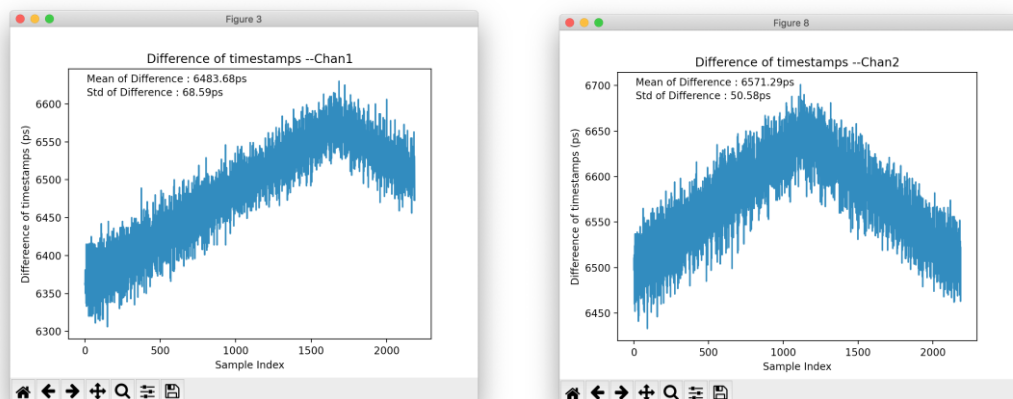 Figure 3
Difference of timestamps --Chan1
Mean of Difference : 6483.68ps
Std of Difference : 68.59ps
Differeence of timestamps (ps)
6600
6550
6500
6450
6400
6350
6300
0 500 1000 1500 2000
Sample Index
Figure 8
Difference of timestamps --Chan2
Mean of Difference : 6571.29ps
Std of Difference : 50.58ps
Differeence of timestamps (ps)
6700
6650
6600
6550
6500
6450
0 500 1000 1500 2000
Sample Index